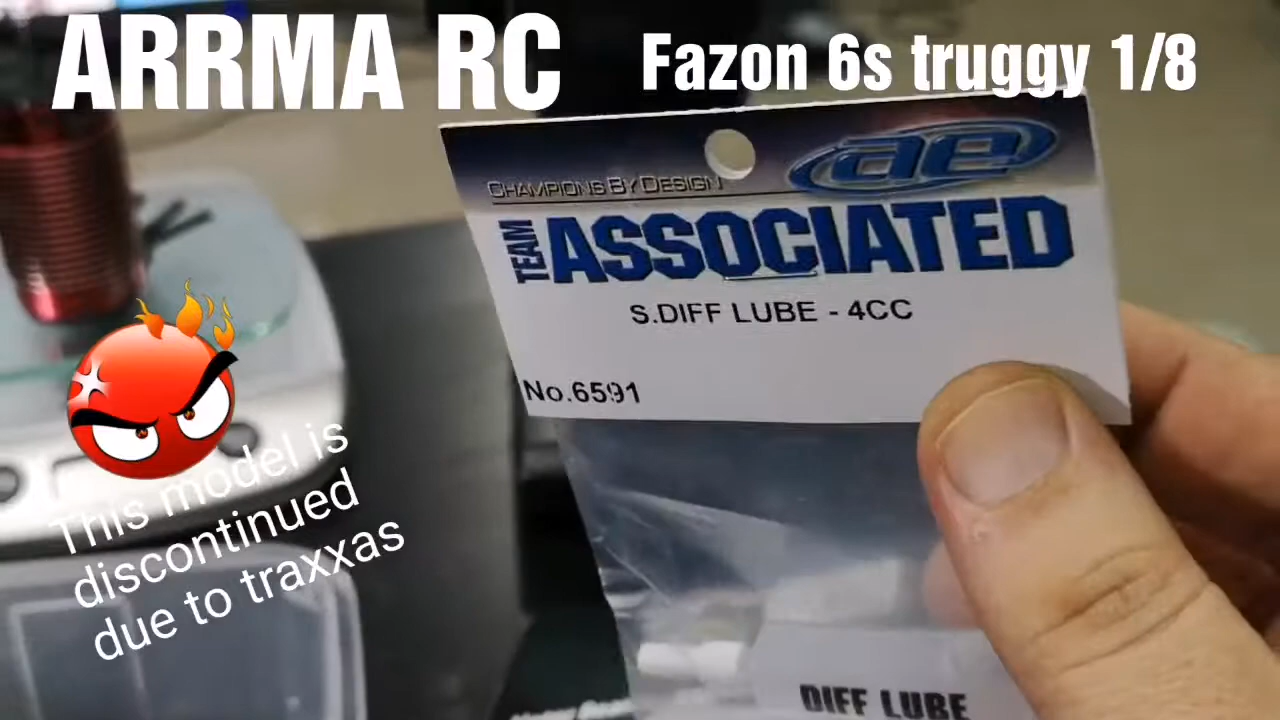 ARRMA RC
Fazon 6s truggy 1/8
CHAMPIONS BY DESIGN
ae
TEAM
ASSOCIATED
S.DIFF LUBE - 4CC
No.6591
This model is
discontinued
due to traxxas
DIFF LUBE